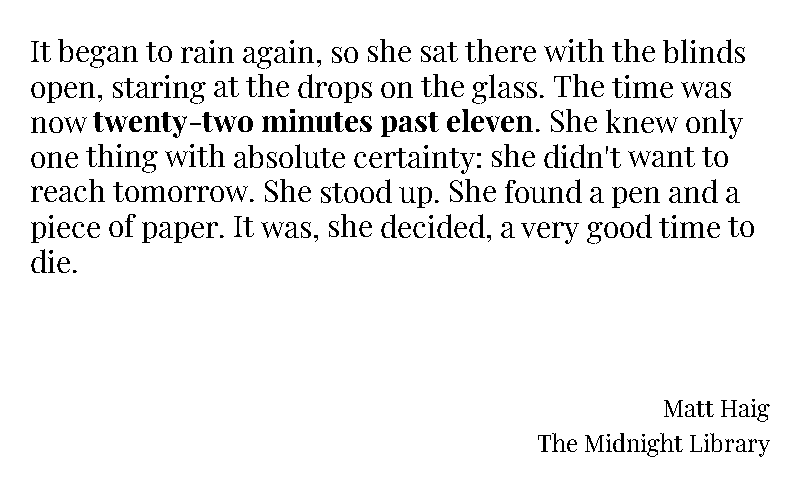 It began to rain again, so she sat there with the blinds
open, staring at the drops on the glass. The time was
now twenty-two minutes past eleven. She knew only
one thing with absolute certainty: she didn't want to
reach tomorrow. She stood up. She found a pen and a
piece of paper. It was, she decided, a very good time to
die.
Matt Haig
The Midnight Library